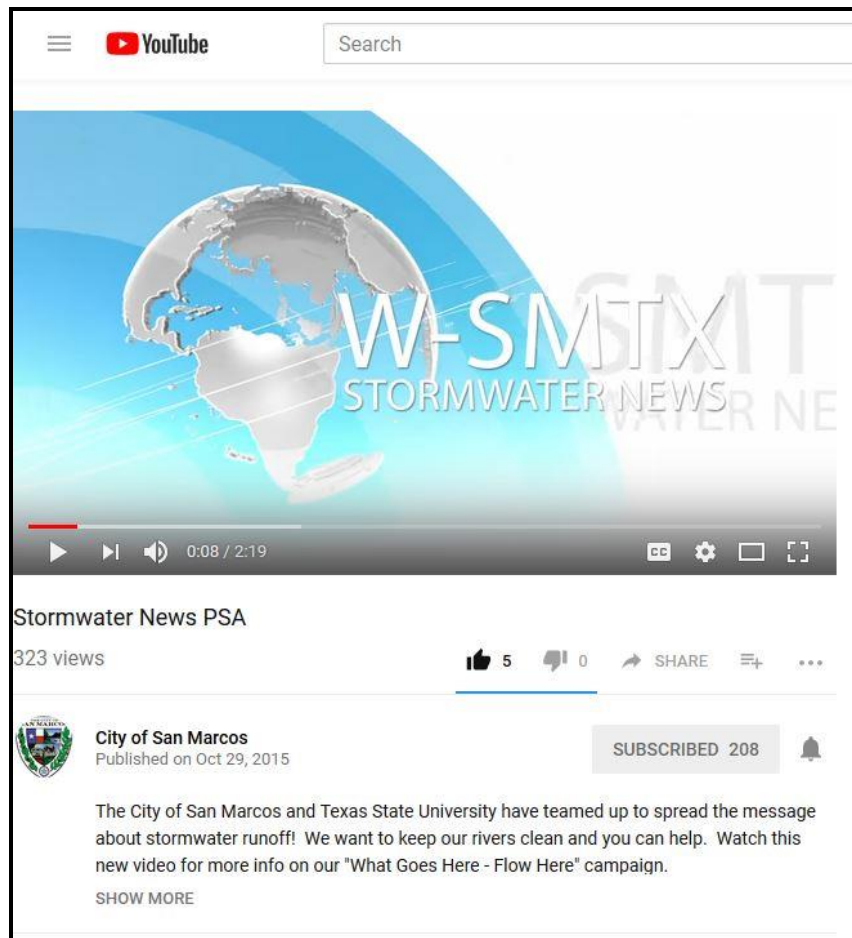 YouTube
Search
W-SMTX
SMT
STORMWATER NEWS
WATER NE
0:08 / 2:19
CC
Stormwater News PSA
323 views
5
0
SHARE
City of San Marcos
Published on Oct 29, 2015
SUBSCRIBED 208
The City of San Marcos and Texas State University have teamed up to spread the message
about stormwater runoff! We want to keep our rivers clean and you can help. Watch this
new video for more info on our "What Goes Here - Flow Here" campaign.
SHOW MORE